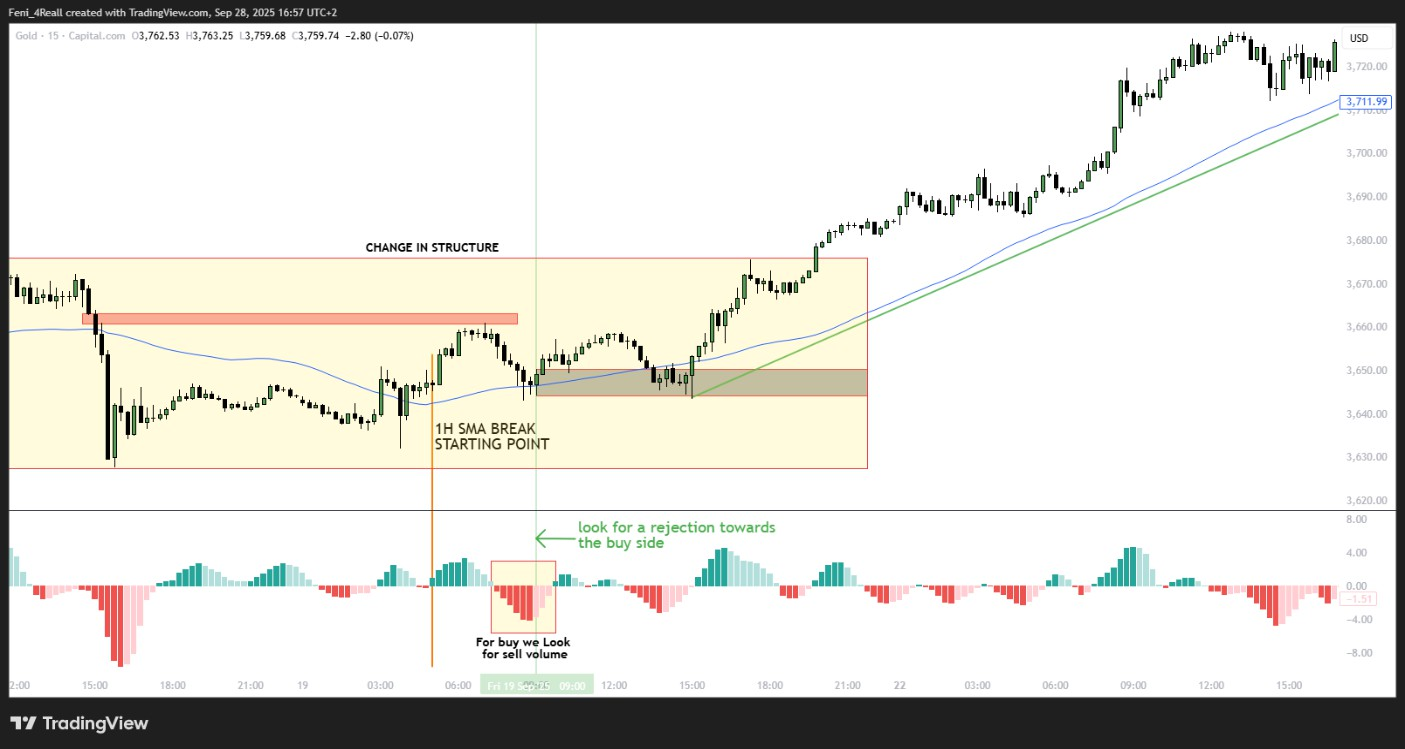 Feni_4Reall created with TradingView.com, Sep 28, 2025 16:57 UTC+2
Gold · 15 · Capital.com O3,762.53 H3,763.25 L3,759.68 C3,759.74 −2.80 (−0.07%)
USD
3,720.00
3,711.99
3,710.00
3,700.00
3,690.00
3,680.00
CHANGE IN STRUCTURE
3,670.00
3,660.00
3,650.00
3,640.00
1H SMA BREAK
STARTING POINT
3,630.00
3,620.00
8.00
look for a rejection towards
the buy side
4.00
0.00
−1.51
−4.00
For buy we Look
for sell volume
−8.00
2:00 15:00 18:00 21:00 19 03:00 06:00 Fri 19 Sep 09:00 12:00 15:00 18:00 21:00 22 03:00 06:00 09:00 12:00 15:00
TradingView